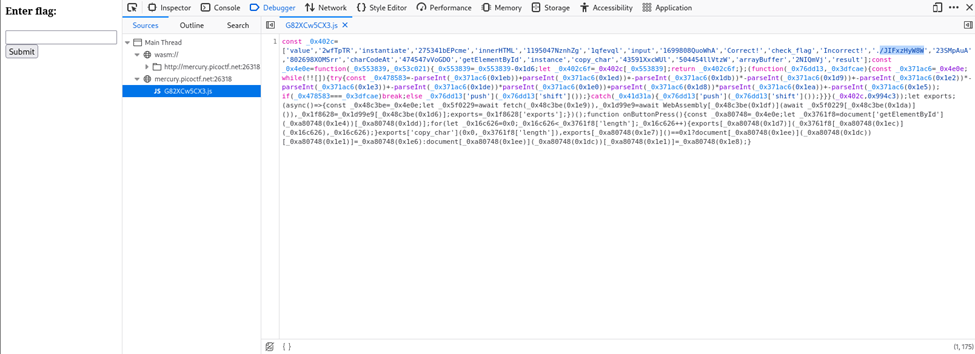 Enter flag:
Submit
Inspector Console Debugger Network Style Editor Performance Memory Storage Accessibility Application
Sources Outline Search
G82XCw5CX3.js
Main Thread
wasm://
http://mercury.picoctf.net:26318
mercury.picoctf.net:26318
JS G82XCw5CX3.js
1
const _0x402c=
['value','2wfTpTR','instantiate','275341bEPcme','innerHTML','1195047NznhZg','1qfevql','input','1699808QuoWhA','Correct!','check_flag','Incorrect!','./JIFxzHyW8W','23SMpAuA'
,'802698XOMSrr','charCodeAt','474547vVoGDO','getElementById','instance','copy_char','43591XxcWUl','504454llVtzW','arrayBuffer','2NIQmVj','result'];const
_0x4e0e=function(_0x553839,_0x53c021){_0x553839=_0x553839-0x1d6;let _0x402c6f=_0x402c[_0x553839];return _0x402c6f;};(function(_0x76dd13,_0x3dfcae){const _0x371ac6=_0x4e0e;
while(!![]){try{const _0x478583=-parseInt(_0x371ac6(0x1eb))+parseInt(_0x371ac6(0x1ed))+-parseInt(_0x371ac6(0x1db))*-parseInt(_0x371ac6(0x1d9))+-parseInt(_0x371ac6(0x1e2))*-
parseInt(_0x371ac6(0x1e3))+-parseInt(_0x371ac6(0x1de))*parseInt(_0x371ac6(0x1e0))+parseInt(_0x371ac6(0x1d8))*parseInt(_0x371ac6(0x1ea))+-parseInt(_0x371ac6(0x1e5));
if(_0x478583===_0x3dfcae)break;else _0x76dd13['push'](_0x76dd13['shift']());}catch(_0x41d31a){_0x76dd13['push'](_0x76dd13['shift']());}}}(_0x402c,0x994c3));let exports;
(async()=>{const _0x48c3be=_0x4e0e;let _0x5f0229=await fetch(_0x48c3be(0x1e9)),_0x1d99e9=await WebAssembly[_0x48c3be(0x1df)](await _0x5f0229[_0x48c3be(0x1da)]
()),_0x1f8628=_0x1d99e9[_0x48c3be(0x1d6)];exports=_0x1f8628['exports'];})();function onButtonPress(){const _0xa80748=_0x4e0e;let _0x3761f8=document['getElementById']
(_0xa80748(0x1e4))[_0xa80748(0x1dd)];for(let _0x16c626=0x0;_0x16c626<_0x3761f8['length'];_0x16c626++){exports[_0xa80748(0x1d7)](_0x3761f8[_0xa80748(0x1ec)]
(_0x16c626),_0x16c626);}exports['copy_char'](0x0,_0x3761f8['length']),exports[_0xa80748(0x1e7)]()==0x1?document[_0xa80748(0x1ee)](_0xa80748(0x1dc))
[_0xa80748(0x1e1)]=_0xa80748(0x1e6):document[_0xa80748(0x1ee)](_0xa80748(0x1dc))[_0xa80748(0x1e1)]=_0xa80748(0x1e8);}
{ }
(1, 175)